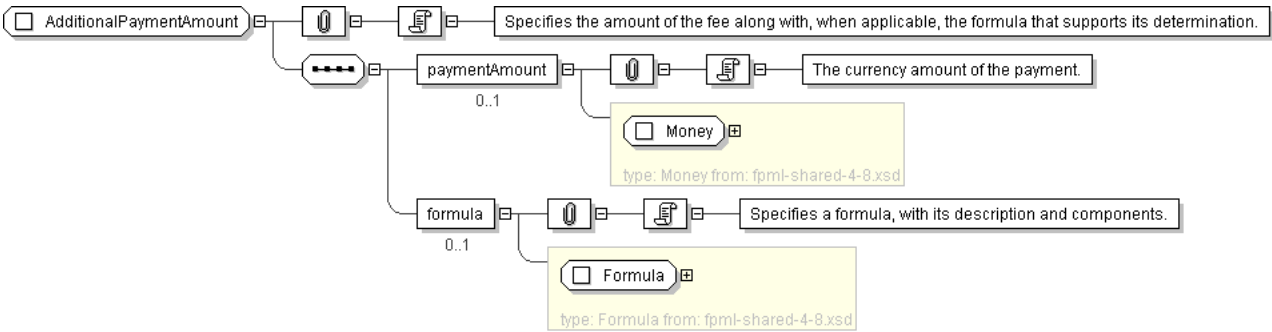 AdditionalPaymentAmount
Specifies the amount of the fee along with, when applicable, the formula that supports its determination.
paymentAmount
The currency amount of the payment.
0..1
Money
type: Money from: fpml-shared-4-8.xsd
formula
Specifies a formula, with its description and components.
0..1
Formula
type: Formula from: fpml-shared-4-8.xsd